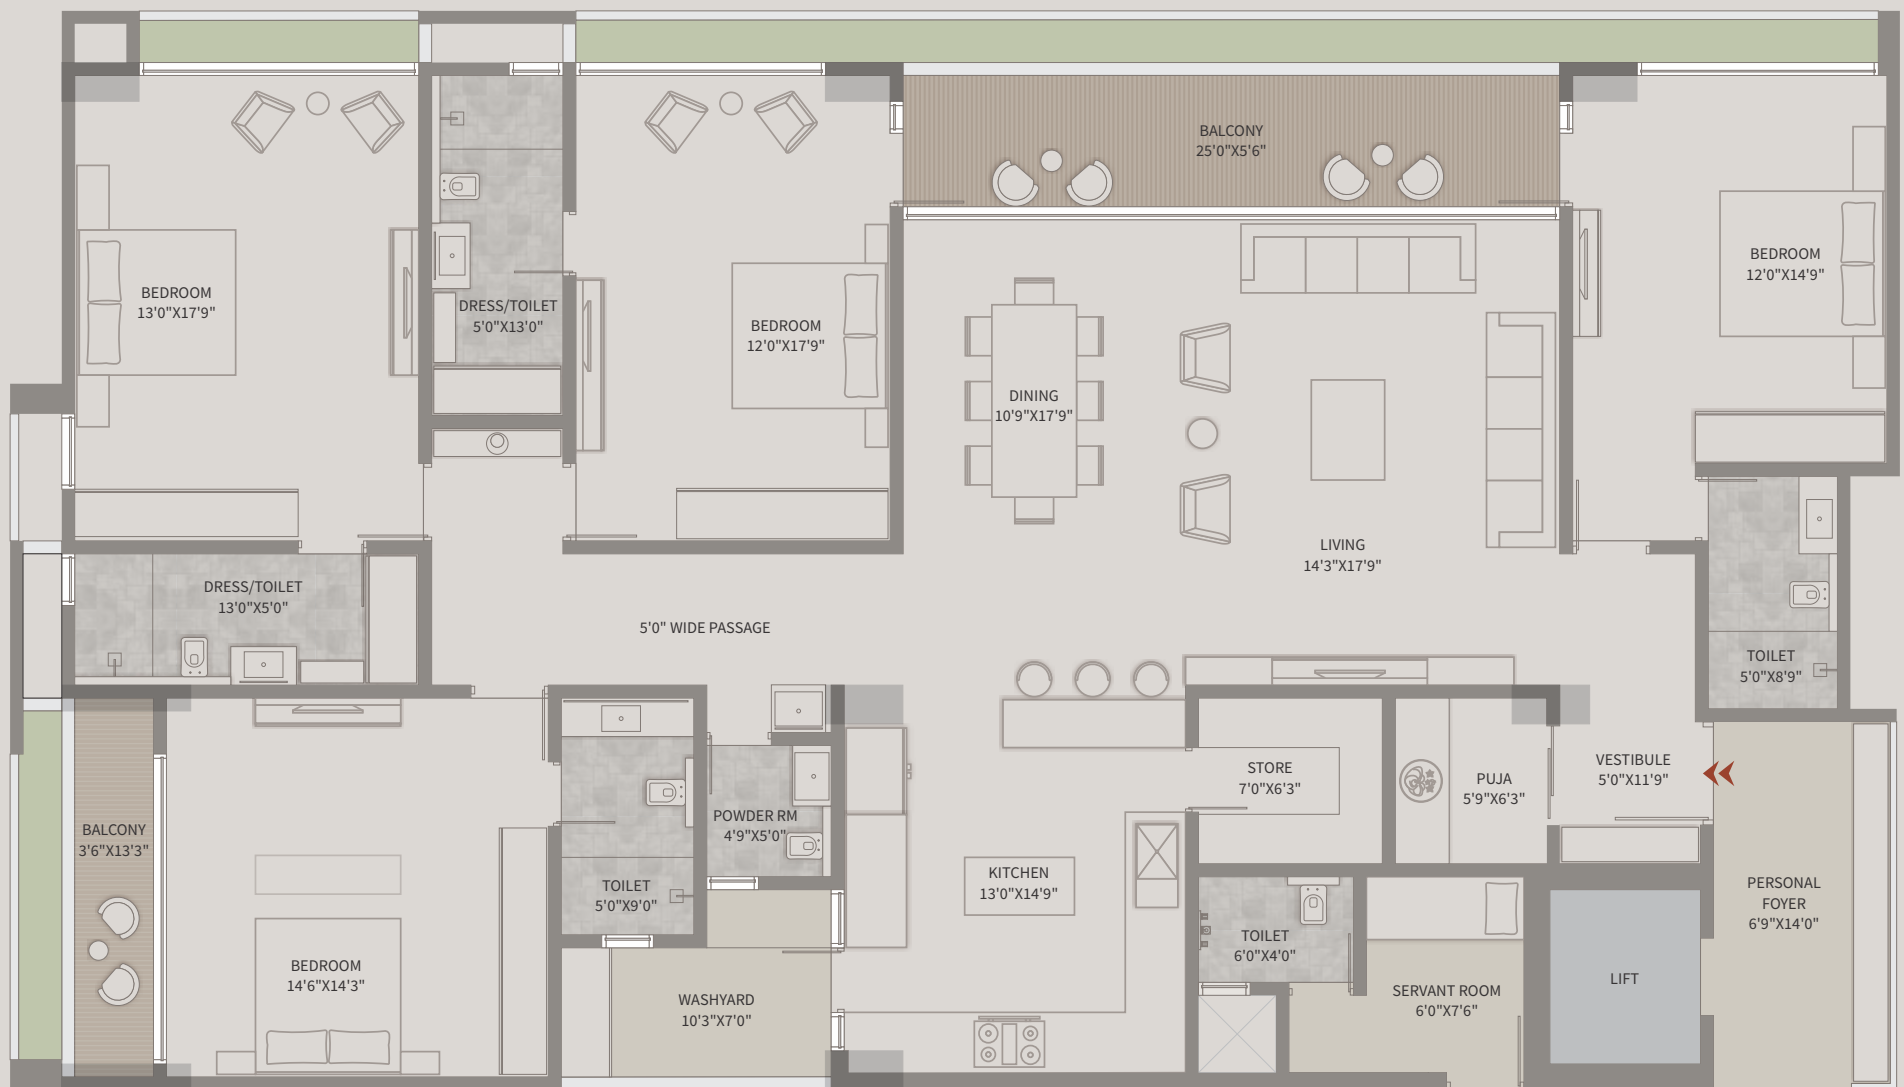 BALCONY
25'0"X5'6"
BEDROOM
13'0"X17'9"
DRESS/TOILET
5'0"X13'0"
BEDROOM
12'0"X17'9"
BEDROOM
12'0"X14'9"
DINING
10'9"X17'9"
LIVING
14'3"X17'9"
DRESS/TOILET
13'0"X5'0"
5'0" WIDE PASSAGE
TOILET
5'0"X8'9"
STORE
7'0"X6'3"
PUJA
5'9"X6'3"
VESTIBULE
5'0"X11'9"
BALCONY
3'6"X13'3"
POWDER RM
4'9"X5'0"
TOILET
5'0"X9'0"
KITCHEN
13'0"X14'9"
PERSONAL
FOYER
6'9"X14'0"
TOILET
6'0"X4'0"
BEDROOM
14'6"X14'3"
WASHYARD
10'3"X7'0"
SERVANT ROOM
6'0"X7'6"
LIFT